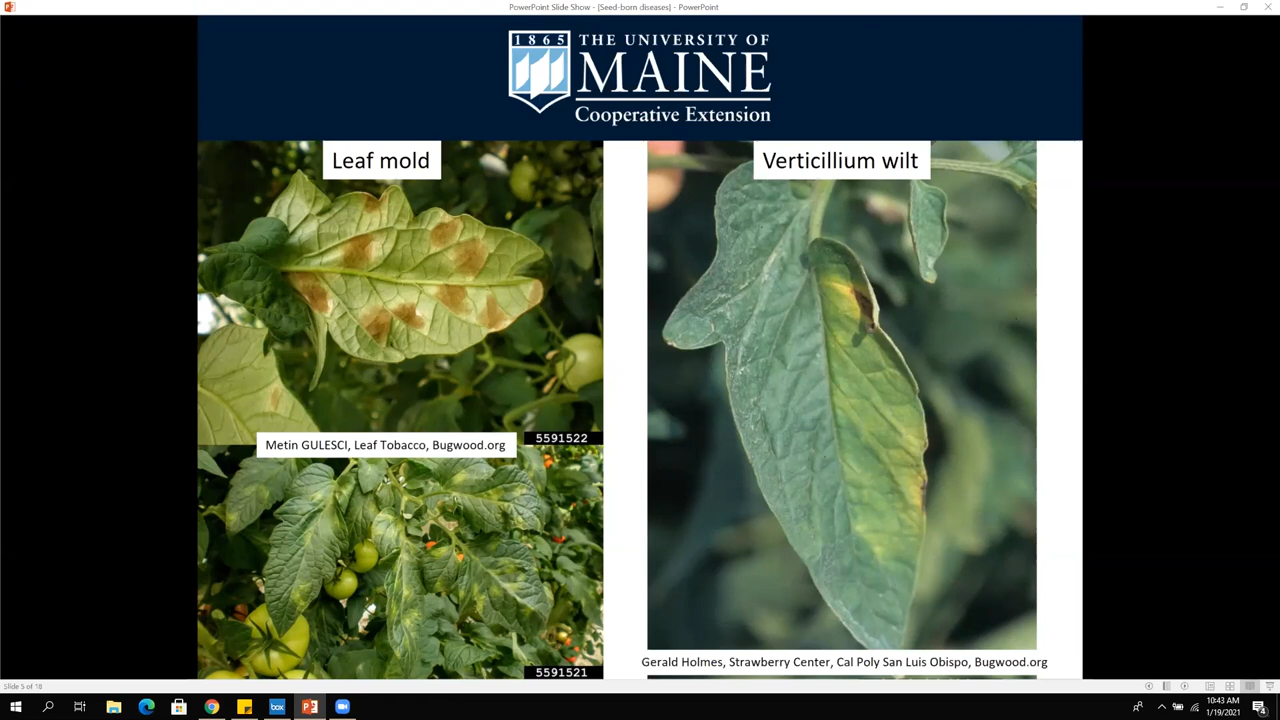 PowerPoint Slide Show - [Seed-born diseases] - PowerPoint
1865
THE UNIVERSITY OF
MAINE
Cooperative Extension
Leaf mold
5591522
Metin GULESCI, Leaf Tobacco, Bugwood.org
5591521
Verticillium wilt
Gerald Holmes, Strawberry Center, Cal Poly San Luis Obispo, Bugwood.org
Slide 5 of 18
box
10:43 AM
1/19/2021
4